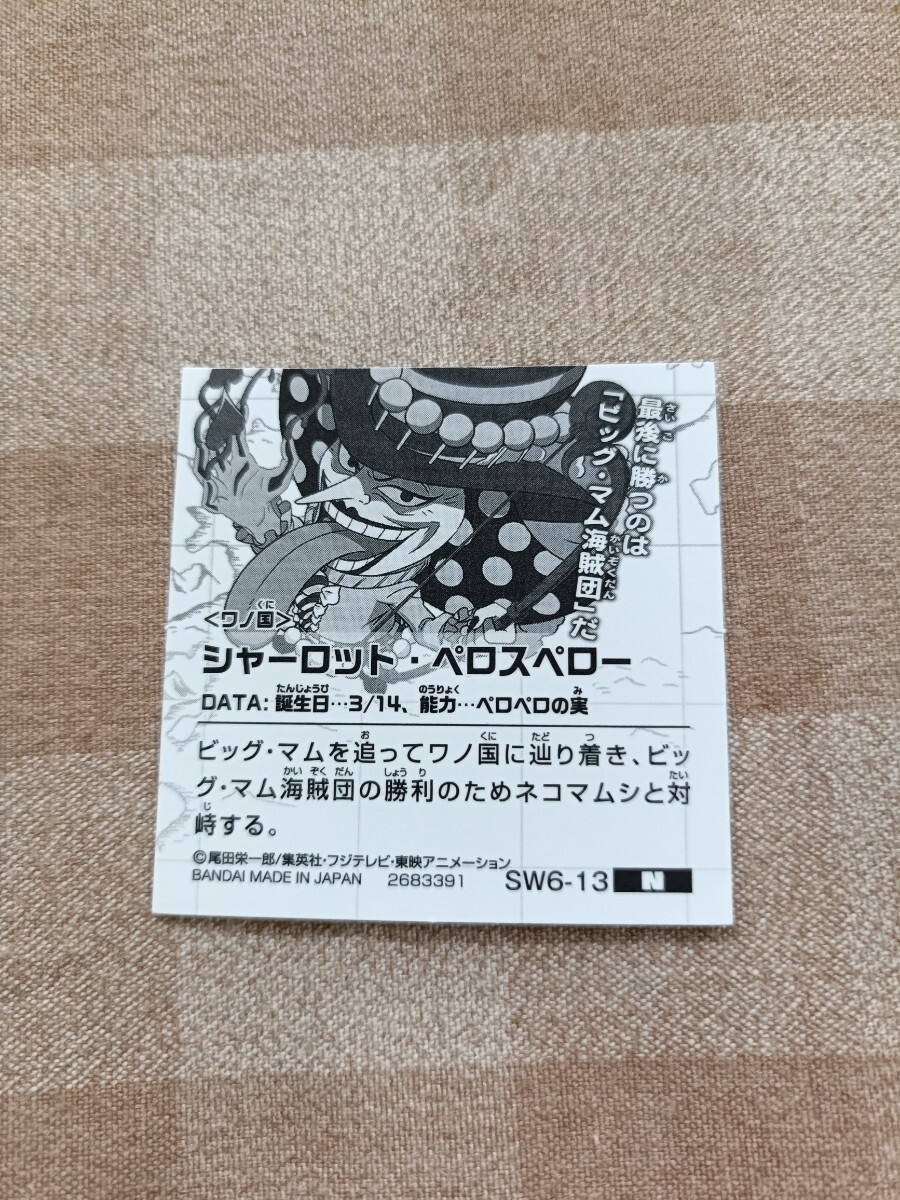 最後に勝つのは
「ビッグ・マム海賊団」だ
<ワノ国>
シャーロット・ペロスペロー
DATA: 誕生日…3/14、能力…ペロペロの実
ビッグ・マムを追ってワノ国に辿り着き、ビッ
グ・マム海賊団の勝利のためネコマムシと対
峙する。
©尾田栄一郎/集英社・フジテレビ・東映アニメーション
BANDAI MADE IN JAPAN 2683391 SW6-13 N